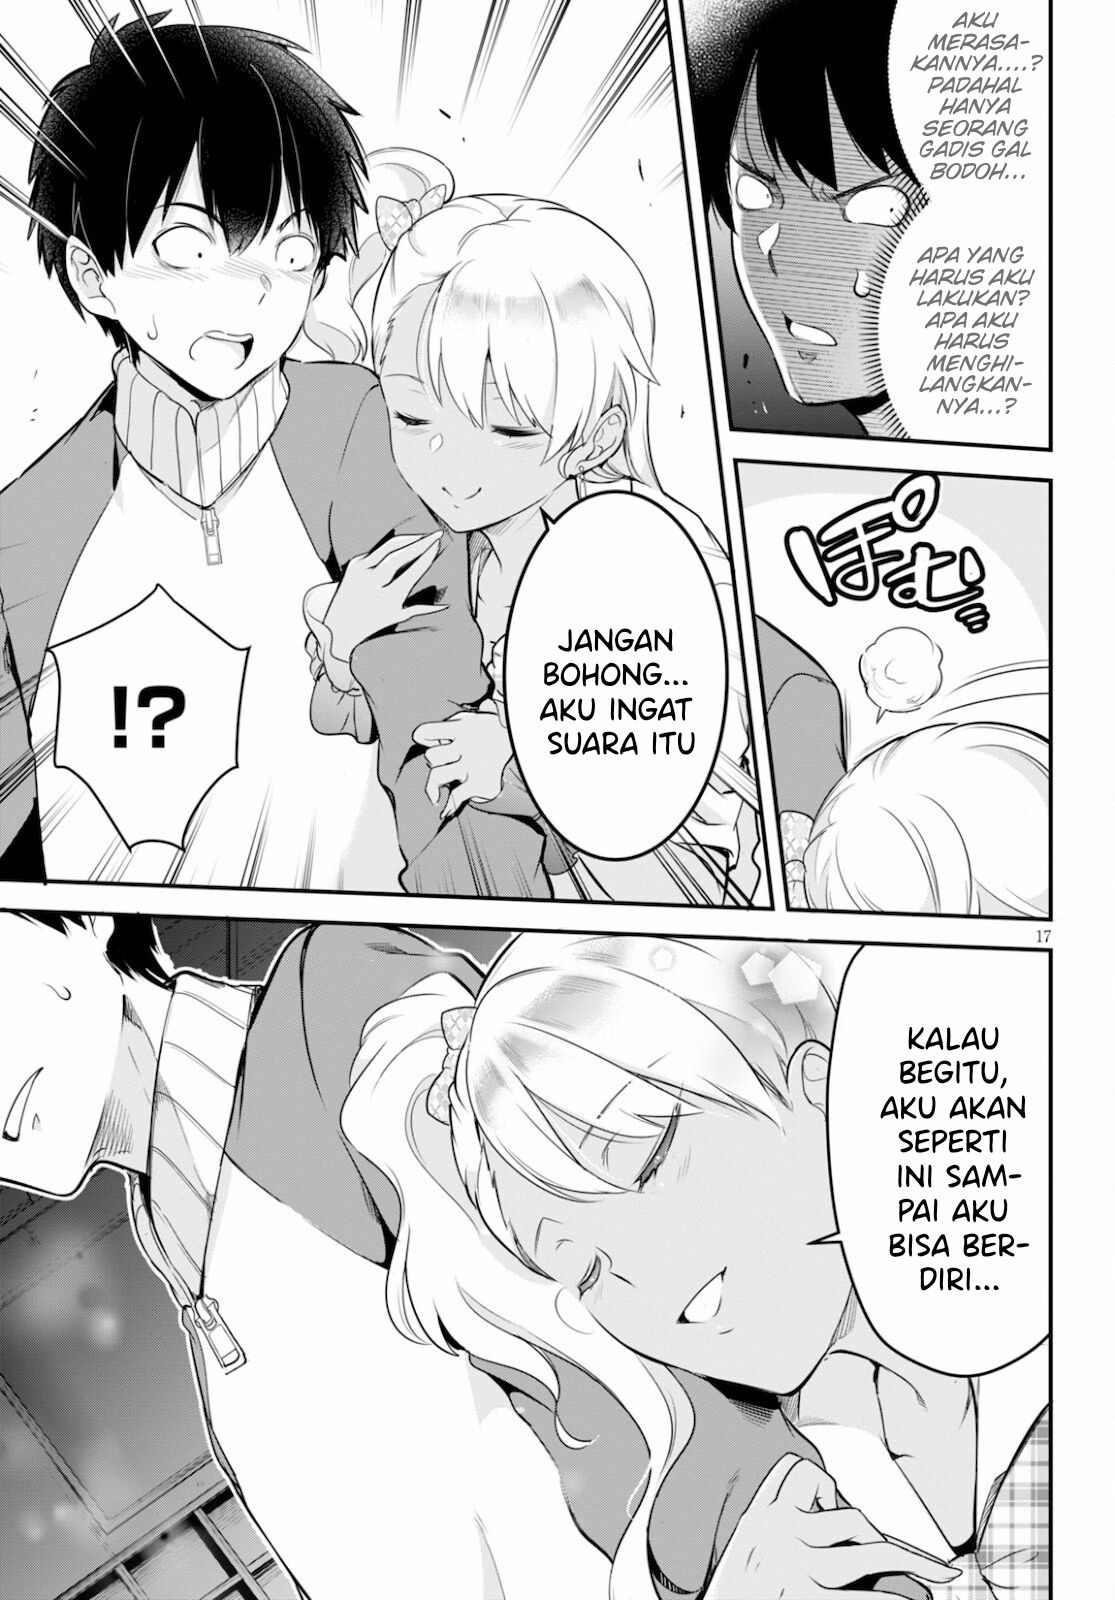 AKU
MERASA-
KANNYA....?
PADAHAL
HANYA
SEORANG
GADIS GAL
BODOH...
APA YANG
HARUS AKU
LAKUKAN?
APA AKU
HARUS
MENGHI-
LANGKAN-
NYA...?
ぽむ
JANGAN
BOHONG...
AKU INGAT
SUARA ITU
!?
17
KALAU
BEGITU,
AKU AKAN
SEPERTI
INI SAM-
PAI AKU
BISA BER-
DIRI...